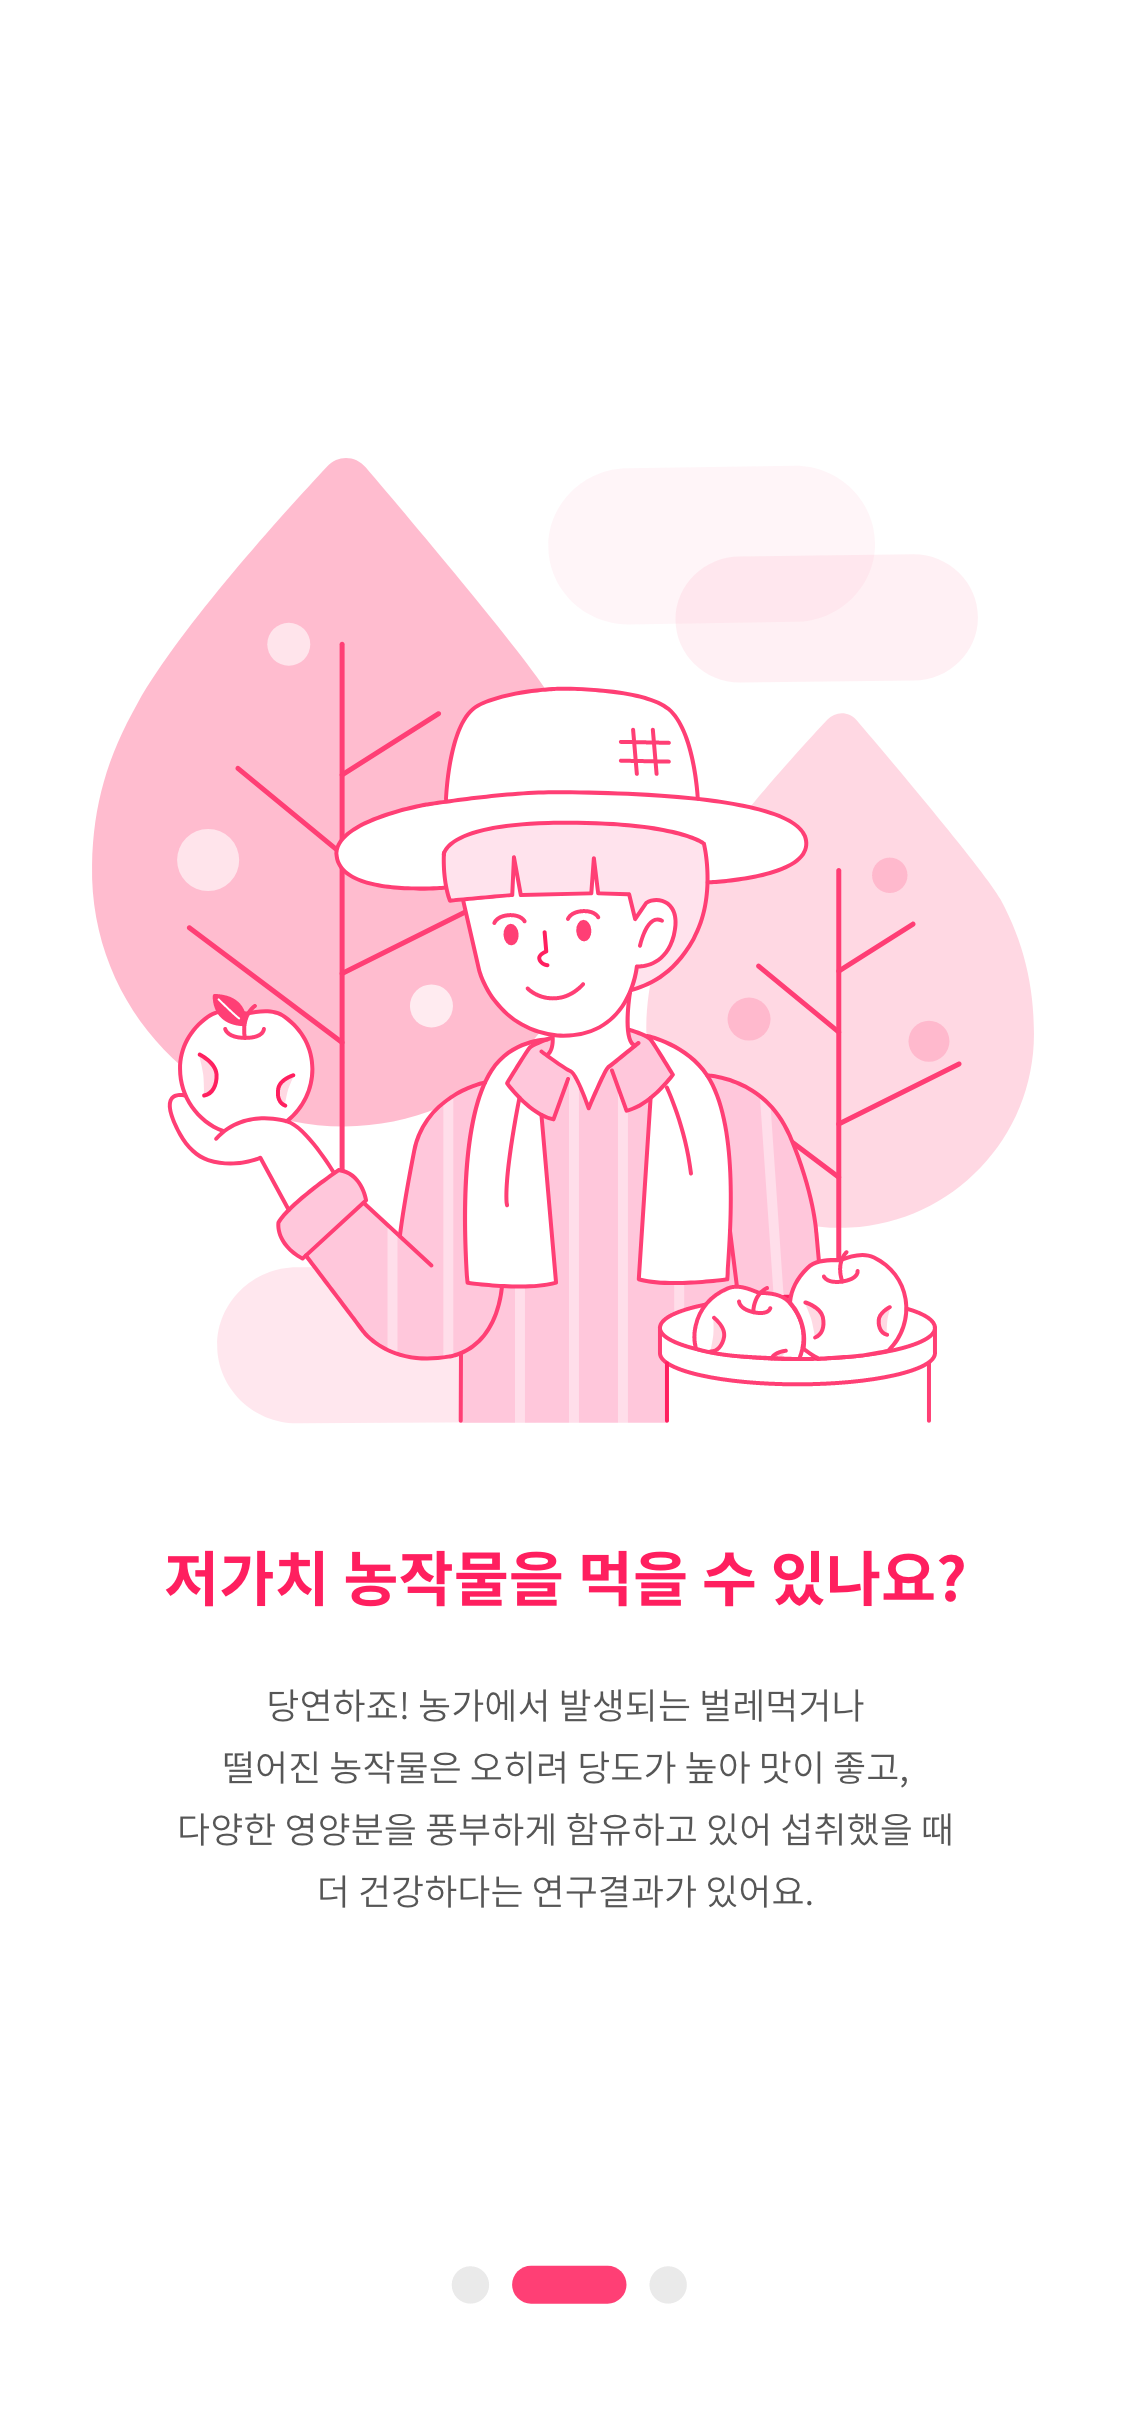 저가치 농작물을 먹을 수 있나요?
당연하죠! 농가에서 발생되는 벌레먹거나
떨어진 농작물은 오히려 당도가 높아 맛이 좋고,
다양한 영양분을 풍부하게 함유하고 있어 섭취했을 때
더 건강하다는 연구결과가 있어요.